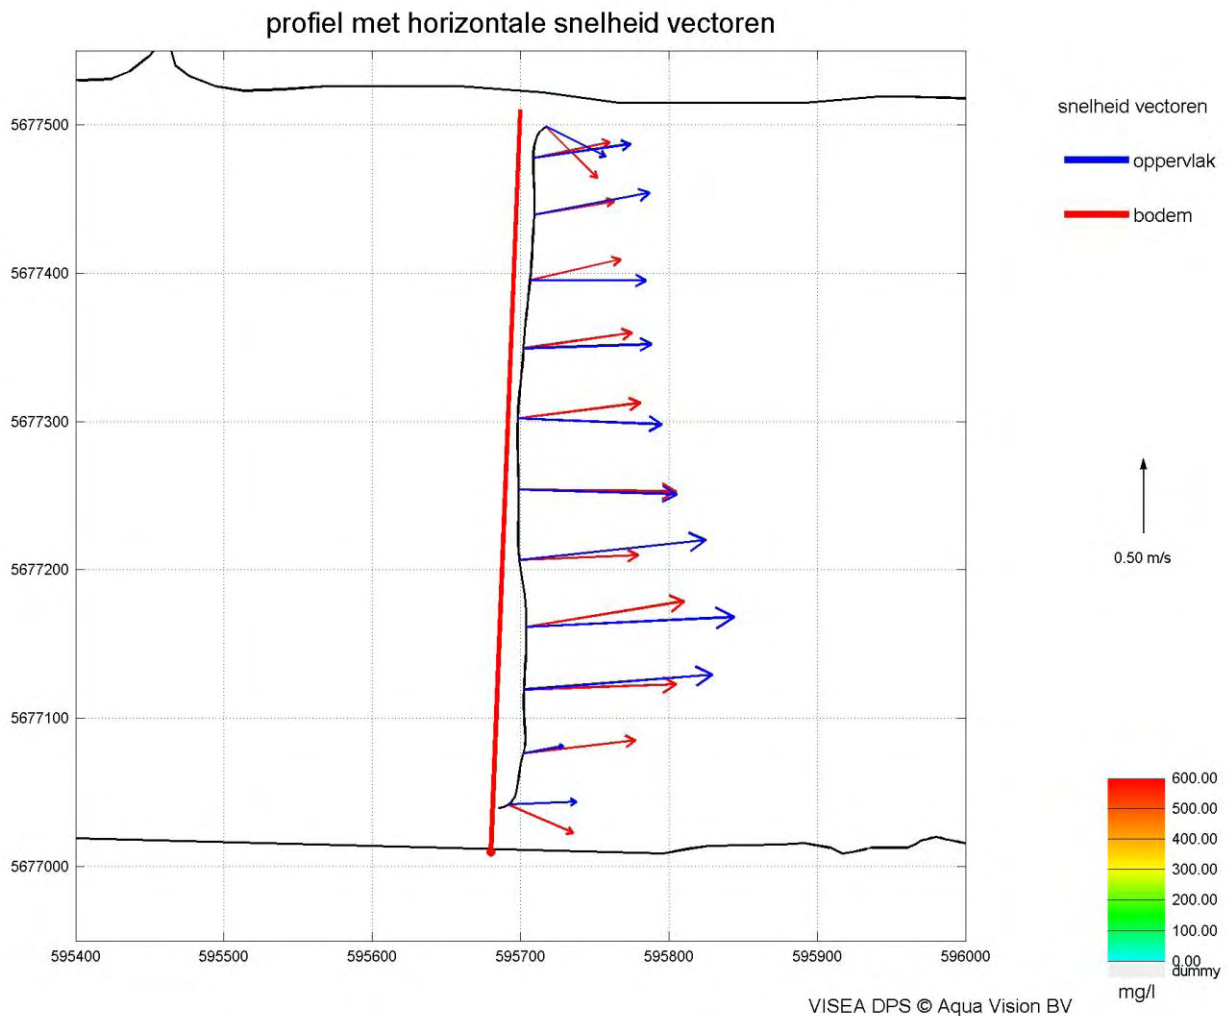 profiel met horizontale snelheid vectoren
snelheid vectoren
oppervlak
bodem
5677500
5677400
5677300
5677200
5677100
5677000
0.50 m/s
600.00
500.00
400.00
300.00
200.00
100.00
0.00
dummy
mg/l
595400 595500 595600 595700 595800 595900 596000
VISEA DPS © Aqua Vision BV